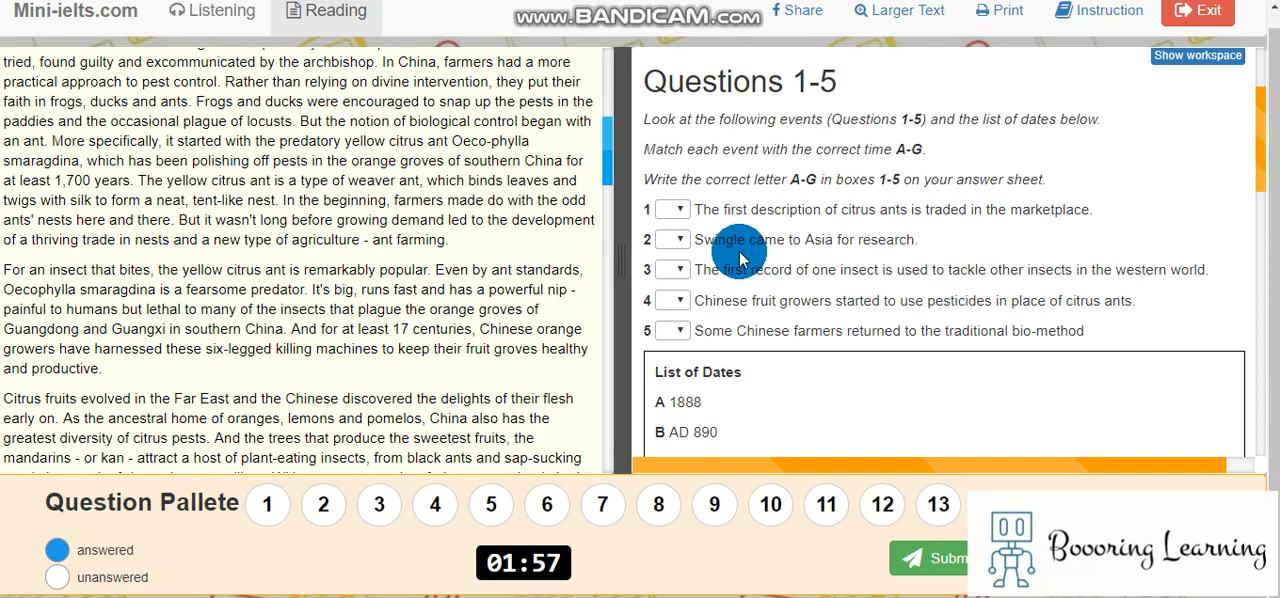 Mini-ielts.com Listening Reading www.BANDICAM.com Share Larger Text Print Instruction Exit
tried, found guilty and excommunicated by the archbishop. In China, farmers had a more
practical approach to pest control. Rather than relying on divine intervention, they put their
faith in frogs, ducks and ants. Frogs and ducks were encouraged to snap up the pests in the
paddies and the occasional plague of locusts. But the notion of biological control began with
an ant. More specifically, it started with the predatory yellow citrus ant Oeco-phylla
smaragdina, which has been polishing off pests in the orange groves of southern China for
at least 1,700 years. The yellow citrus ant is a type of weaver ant, which binds leaves and
twigs with silk to form a neat, tent-like nest. In the beginning, farmers made do with the odd
ants' nests here and there. But it wasn't long before growing demand led to the development
of a thriving trade in nests and a new type of agriculture - ant farming.
For an insect that bites, the yellow citrus ant is remarkably popular. Even by ant standards,
Oecophylla smaragdina is a fearsome predator. It's big, runs fast and has a powerful nip -
painful to humans but lethal to many of the insects that plague the orange groves of
Guangdong and Guangxi in southern China. And for at least 17 centuries, Chinese orange
growers have harnessed these six-legged killing machines to keep their fruit groves healthy
and productive.
Citrus fruits evolved in the Far East and the Chinese discovered the delights of their flesh
early on. As the ancestral home of oranges, lemons and pomelos, China also has the
greatest diversity of citrus pests. And the trees that produce the sweetest fruits, the
mandarins - or kan - attract a host of plant-eating insects, from black ants and sap-sucking
Show workspace
Questions 1-5
Look at the following events (Questions 1-5) and the list of dates below.
Match each event with the correct time A-G.
Write the correct letter A-G in boxes 1-5 on your answer sheet.
1 The first description of citrus ants is traded in the marketplace.
2 Swingle came to Asia for research.
3 The first record of one insect is used to tackle other insects in the western world.
4 Chinese fruit growers started to use pesticides in place of citrus ants.
5 Some Chinese farmers returned to the traditional bio-method
List of Dates
A 1888
B AD 890
Question Pallete 1 2 3 4 5 6 7 8 9 10 11 12 13
answered
unanswered
01:57
Subm
Boooring Learning